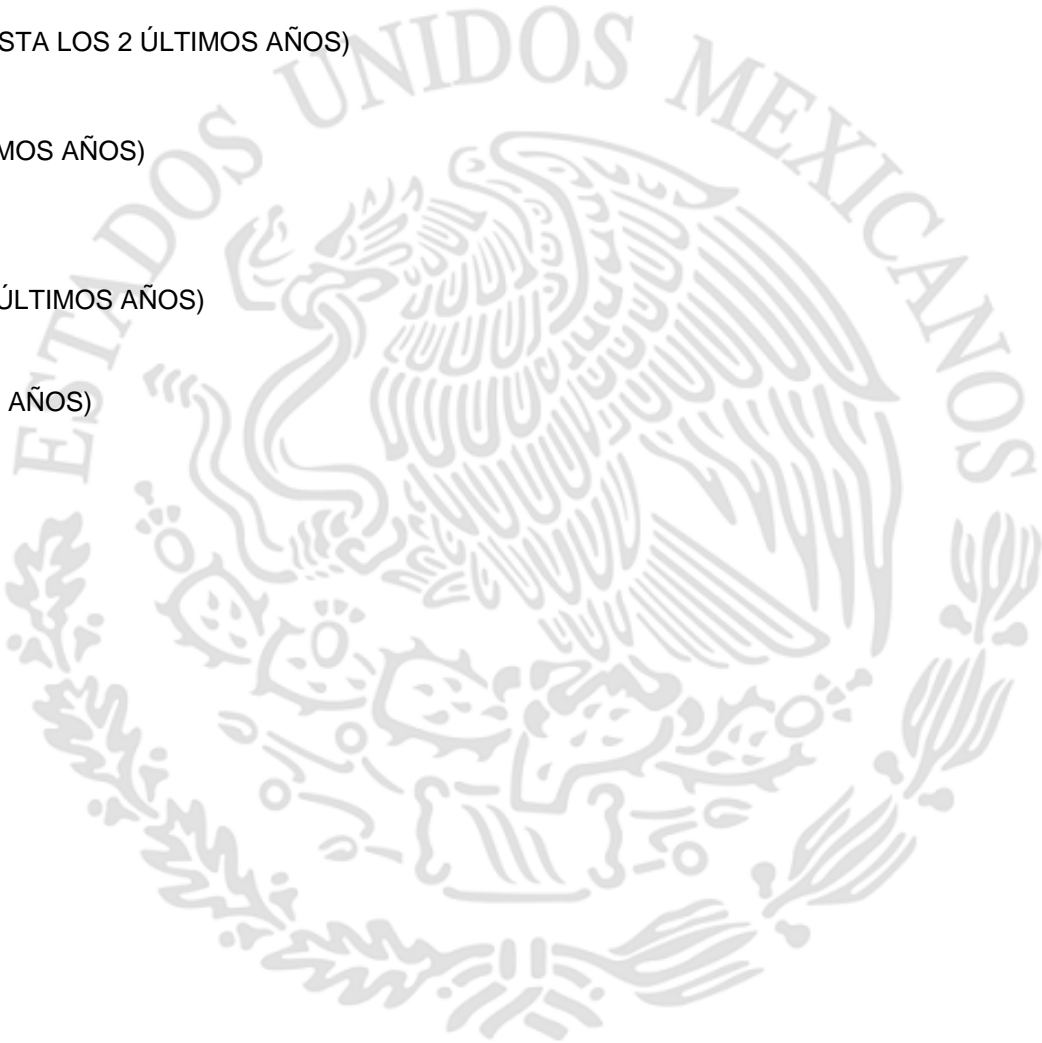 STA LOS 2 ÚLTIMOS AÑOS)
MOS AÑOS)
ÚLTIMOS AÑOS)
AÑOS)
ESTADOS UNIDOS MEXICANOS